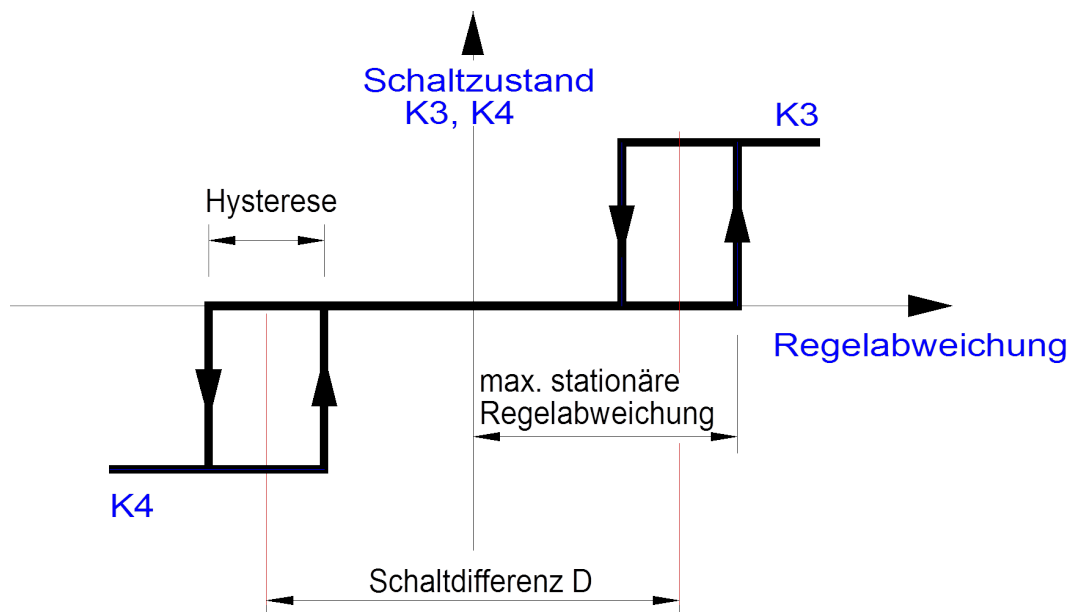 Schaltzustand
K3, K4
K3
Hysterese
Regelabweichung
max. stationäre
Regelabweichung
K4
Schaltdifferenz D